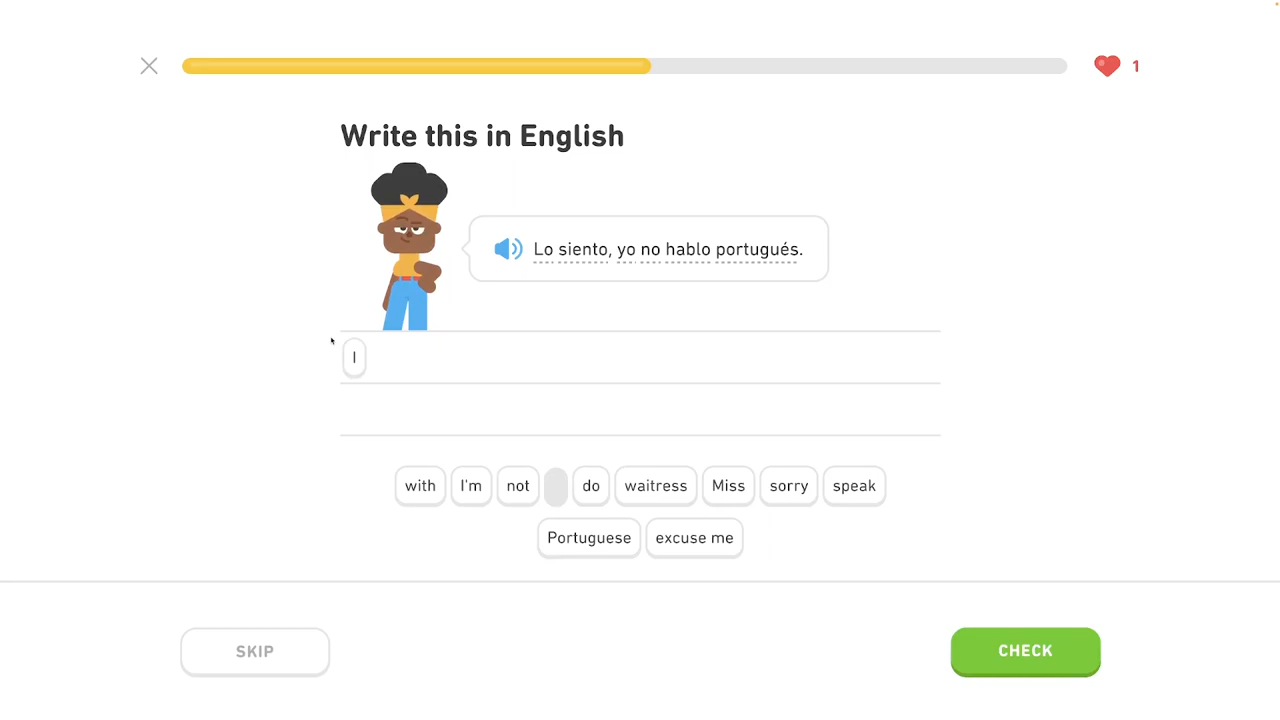 1
Write this in English
Lo siento, yo no hablo portugués.
I
with I'm not do waitress Miss sorry speak
Portuguese excuse me
SKIP CHECK